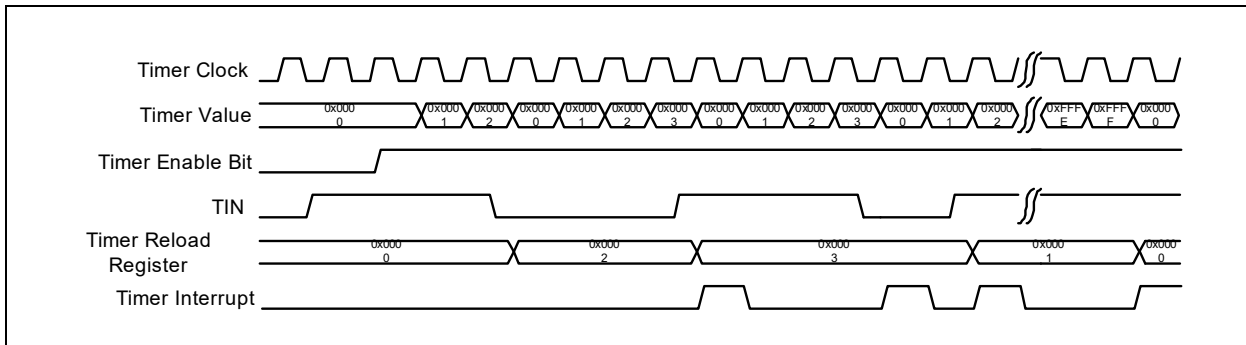 Timer Clock
Timer Value
0x000 0x000 0x000 0x000 0x000 0x000 0x000 0x000 0x000 0x000 0x000 0x000 0x000 0x000 0xFFF 0xFFF 0x000
0 1 2 0 1 2 3 0 1 2 3 0 1 2 E F 0
Timer Enable Bit
TIN
Timer Reload
Register
0x000 0x000 0x000 0x000 0x000
0 2 3 1 0
Timer Interrupt